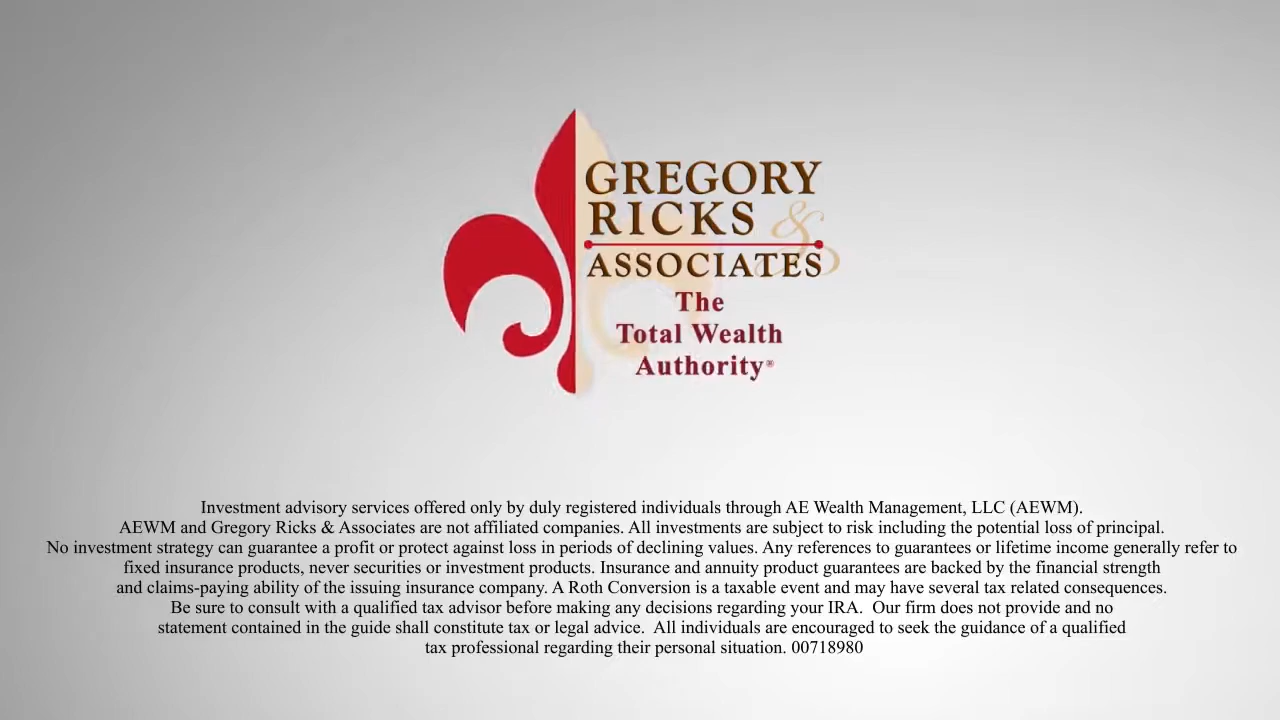 GREGORY
RICKS &
ASSOCIATES
The
Total Wealth
Authority®
Investment advisory services offered only by duly registered individuals through AE Wealth Management, LLC (AEWM).
AEWM and Gregory Ricks & Associates are not affiliated companies. All investments are subject to risk including the potential loss of principal.
No investment strategy can guarantee a profit or protect against loss in periods of declining values. Any references to guarantees or lifetime income generally refer to
fixed insurance products, never securities or investment products. Insurance and annuity product guarantees are backed by the financial strength
and claims-paying ability of the issuing insurance company. A Roth Conversion is a taxable event and may have several tax related consequences.
Be sure to consult with a qualified tax advisor before making any decisions regarding your IRA.  Our firm does not provide and no
statement contained in the guide shall constitute tax or legal advice.  All individuals are encouraged to seek the guidance of a qualified
tax professional regarding their personal situation. 00718980